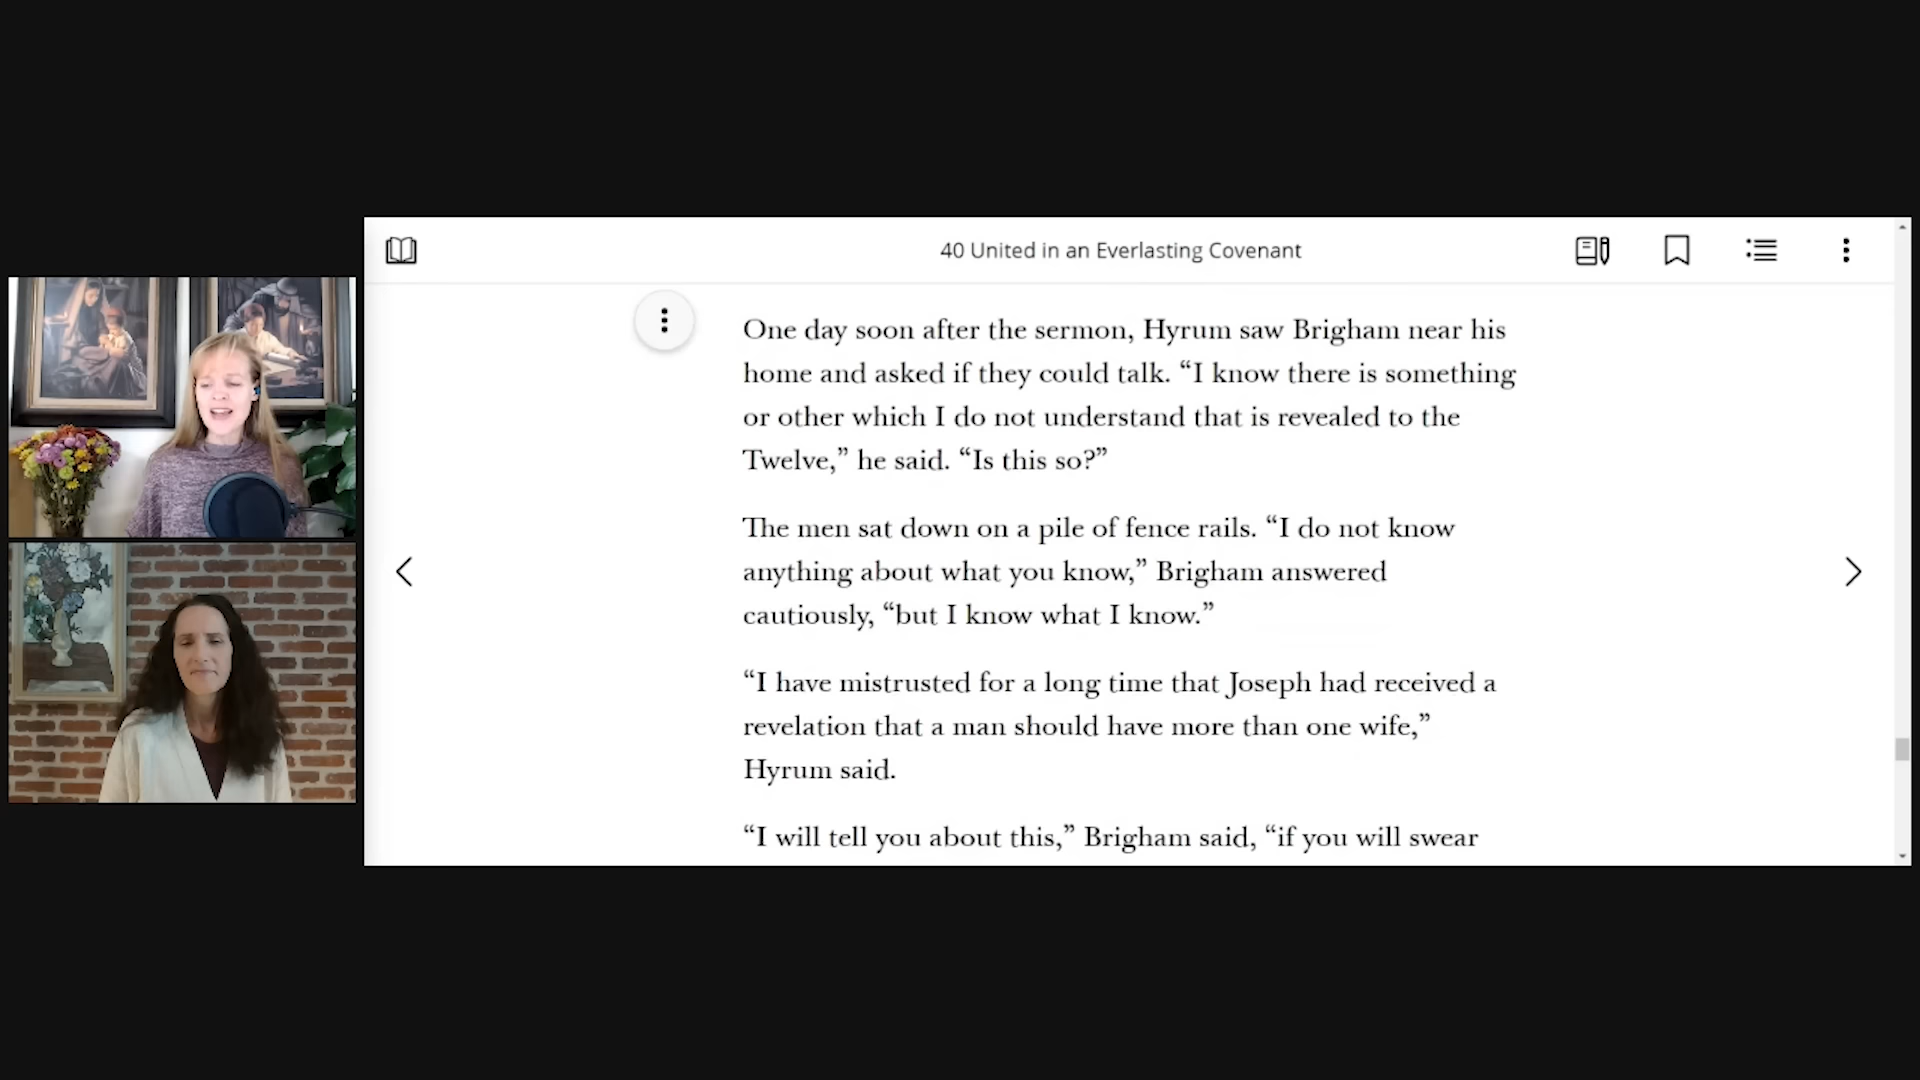 40 United in an Everlasting Covenant
One day soon after the sermon, Hyrum saw Brigham near his
home and asked if they could talk. “I know there is something
or other which I do not understand that is revealed to the
Twelve,” he said. “Is this so?”
The men sat down on a pile of fence rails. “I do not know
anything about what you know,” Brigham answered
cautiously, “but I know what I know.”
“I have mistrusted for a long time that Joseph had received a
revelation that a man should have more than one wife,”
Hyrum said.
“I will tell you about this,” Brigham said, “if you will swear